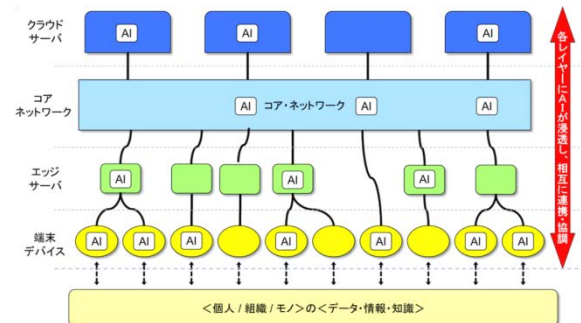 クラウド
サーバ
AI
AI
AI
コア
ネットワーク
AI
コア・ネットワーク
AI
AI
エッジ
サーバ
AI
AI
AI
端末
デバイス
AI
AI
AI
AI
AI
AI
AI
＜個人 / 組織 / モノ＞の＜データ・情報・知識＞
各レイヤーにAIが浸透し、相互に連携・協調